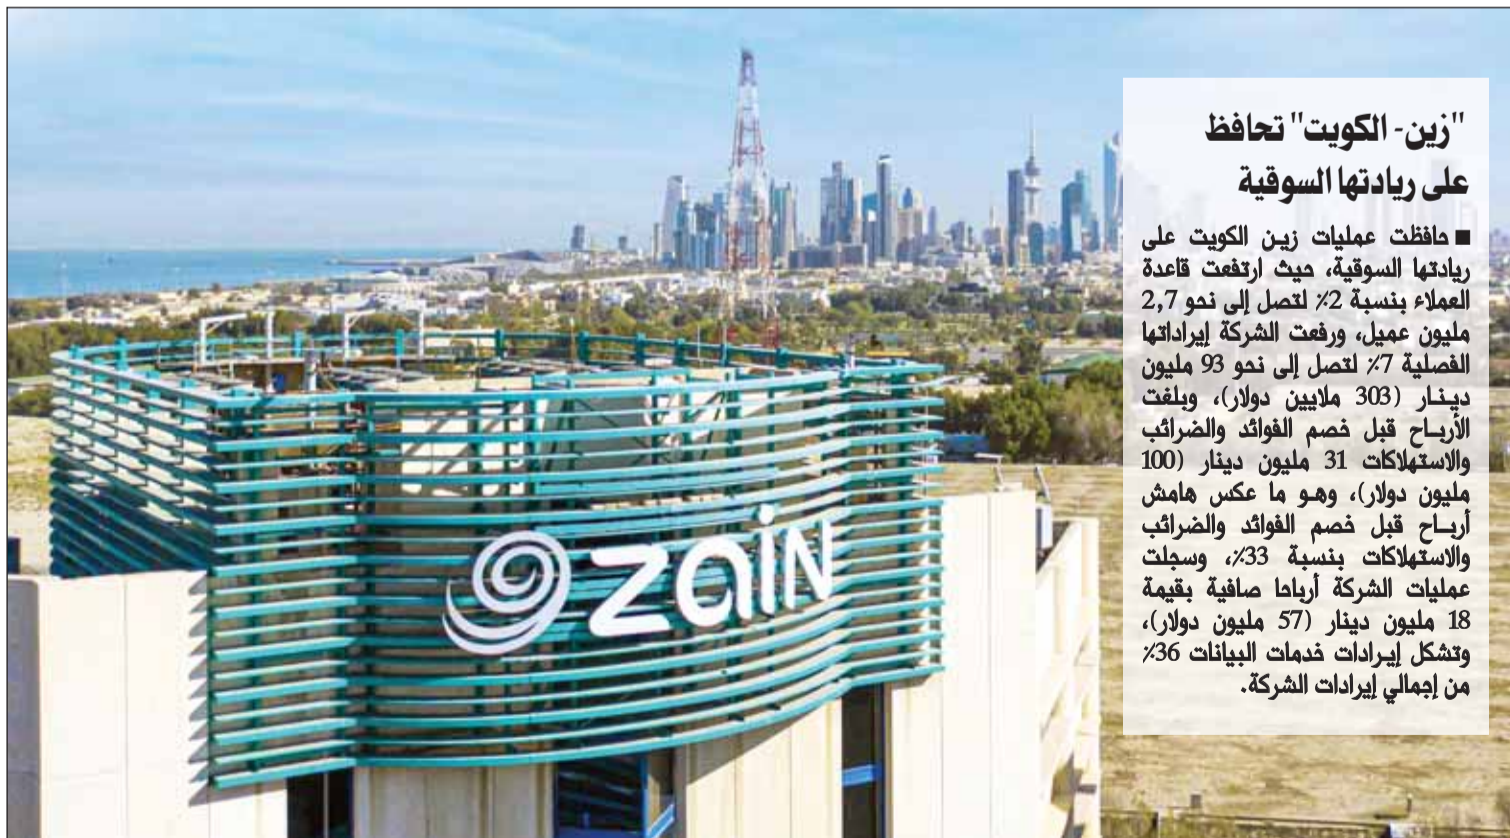 "زين- الكويت" تحافظ
على ريادتها السوقية
■ حافظت عمليات زين الكويت على
ريادتها السوقية، حيث ارتفعت قاعدة
العملاء بنسبة 2٪ لتصل إلى نحو 2,7
مليون عميل، ورفعت الشركة إيراداتها
الفصلية 7٪ لتصل إلى نحو 93 مليون
دينار (303 ملايين دولار)، وبلغت
الأرباح قبل خصم الفوائد والضرائب
والاستهلاكات 31 مليون دينار (100
مليون دولار)، وهو ما عكس هامش
أرباح قبل خصم الفوائد والضرائب
والاستهلاكات بنسبة 33٪، وسجلت
عمليات الشركة أرباحا صافية بقيمة
18 مليون دينار (57 مليون دولار)،
وتشكل إيرادات خدمات البيانات 36٪
من إجمالي إيرادات الشركة.
zain